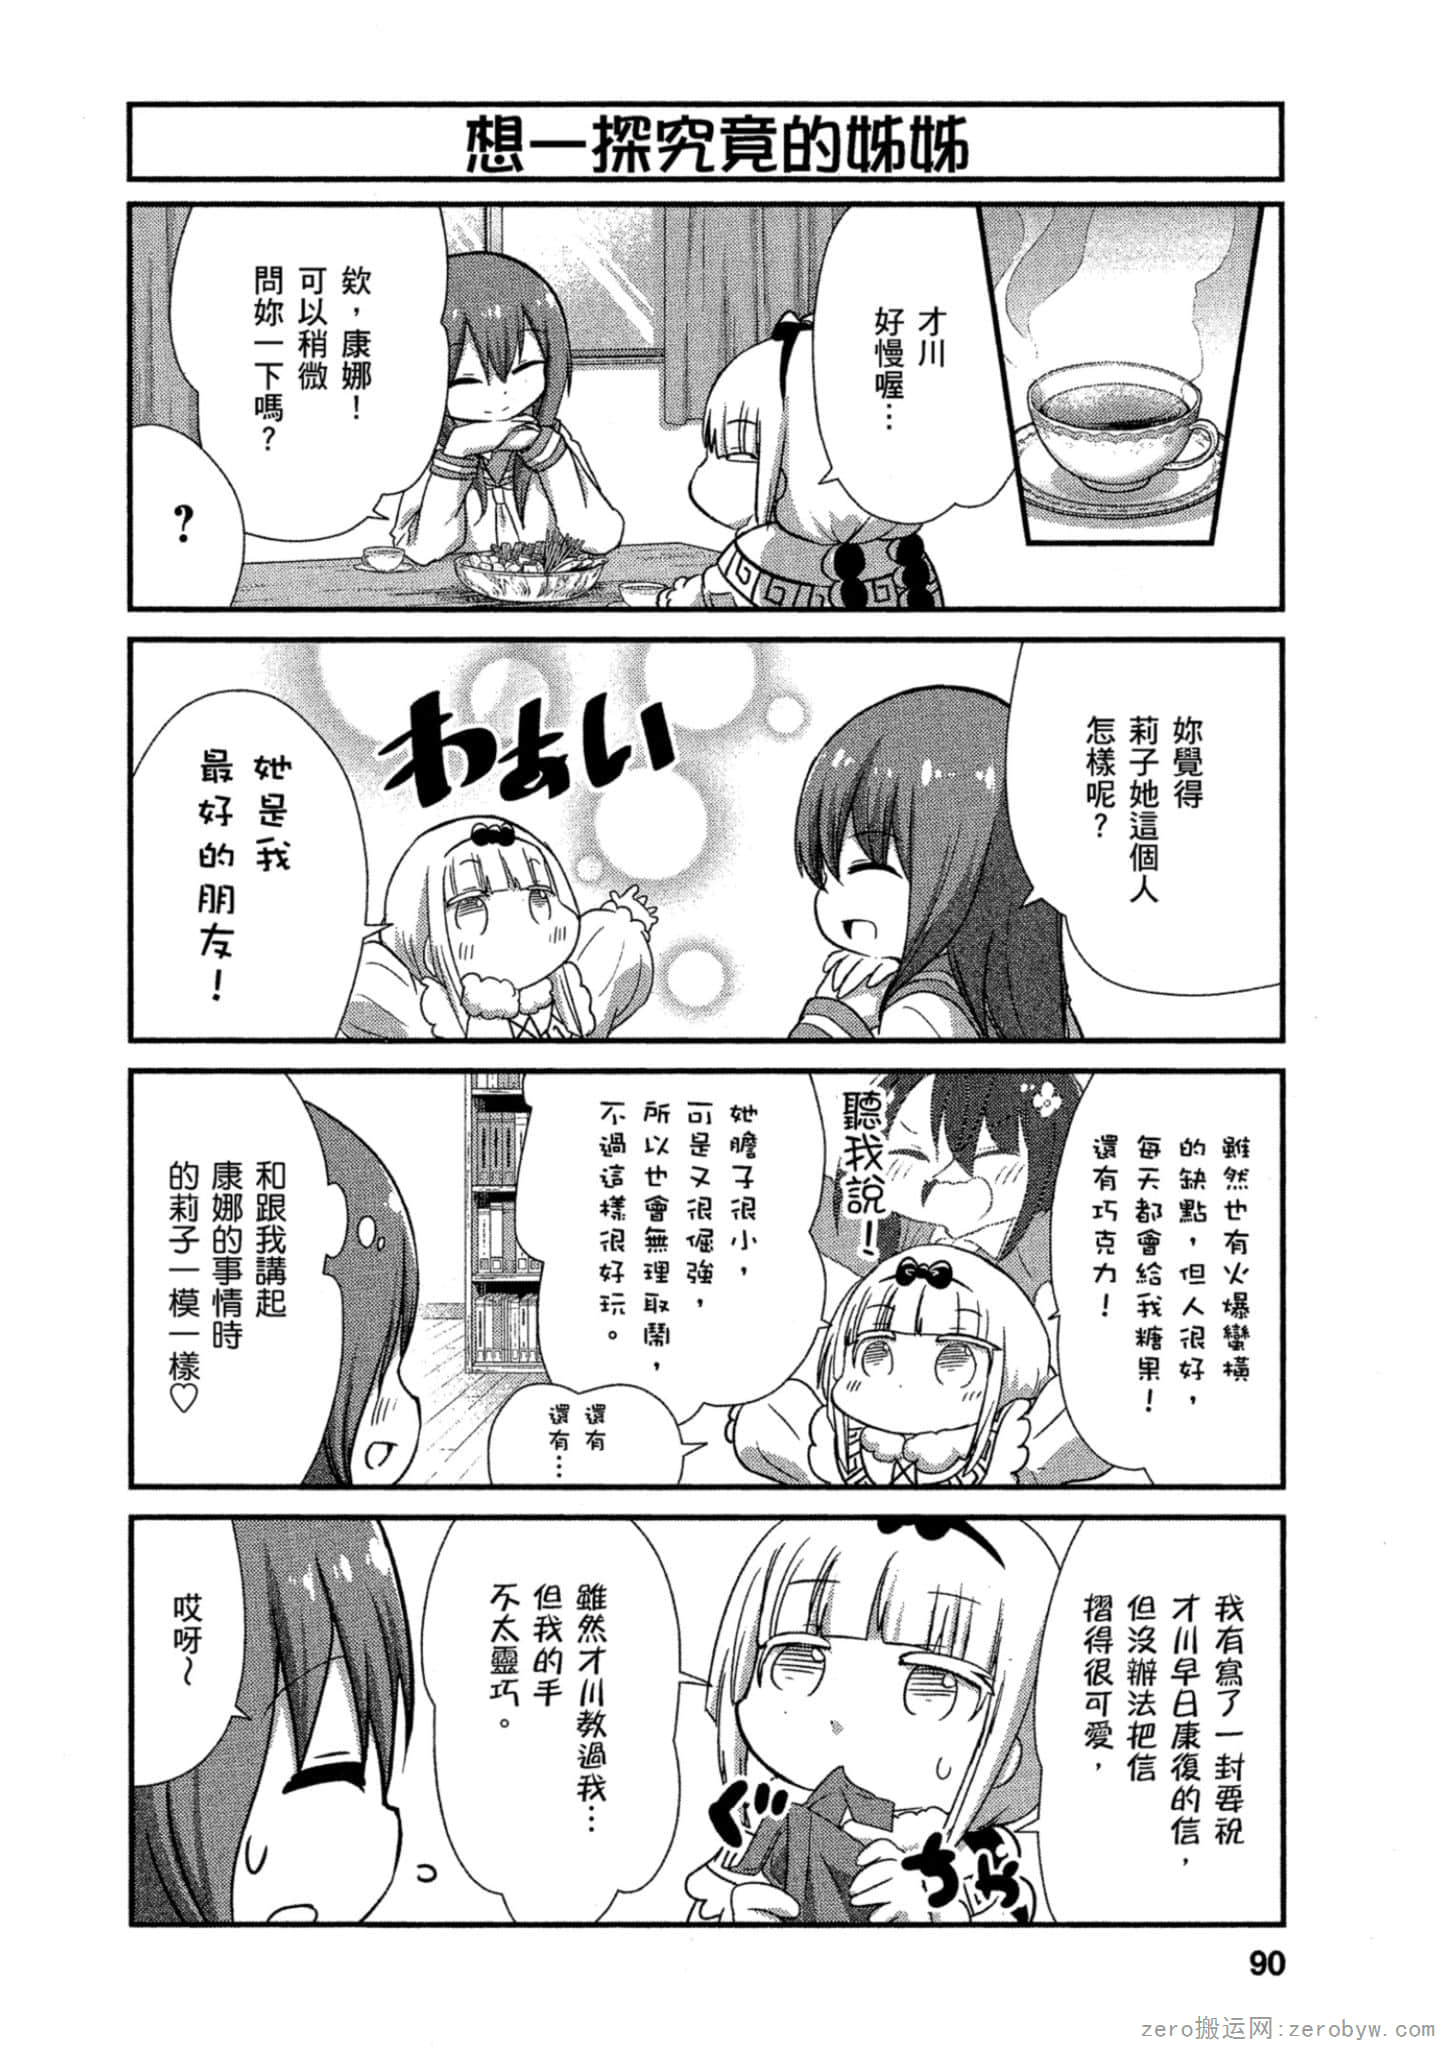 想一探究竟的姊姊
才川
好慢喔…
欸，康娜！
可以稍微
問妳一下嗎？
？
妳覺得
莉子她這個人
怎樣呢？
わぁい
她是我
最好的朋友！
雖然也有火爆蠻橫
的缺點，但人很好，
每天都會給我糖果！
還有巧克力！
聽我說！
她膽子很小，
可是又很倔強，
所以也會無理取鬧，
不過這樣很好玩。
還有
還有…
和跟我講起
康娜的事情時
的莉子一模一樣♡
我有寫了一封要祝
才川早日康復的信，
但沒辦法把信
摺得很可愛，
ぐちゃ
雖然才川教過我…
但我的手
不太靈巧。
哎呀~
90
zero搬运网:zerobyw.com